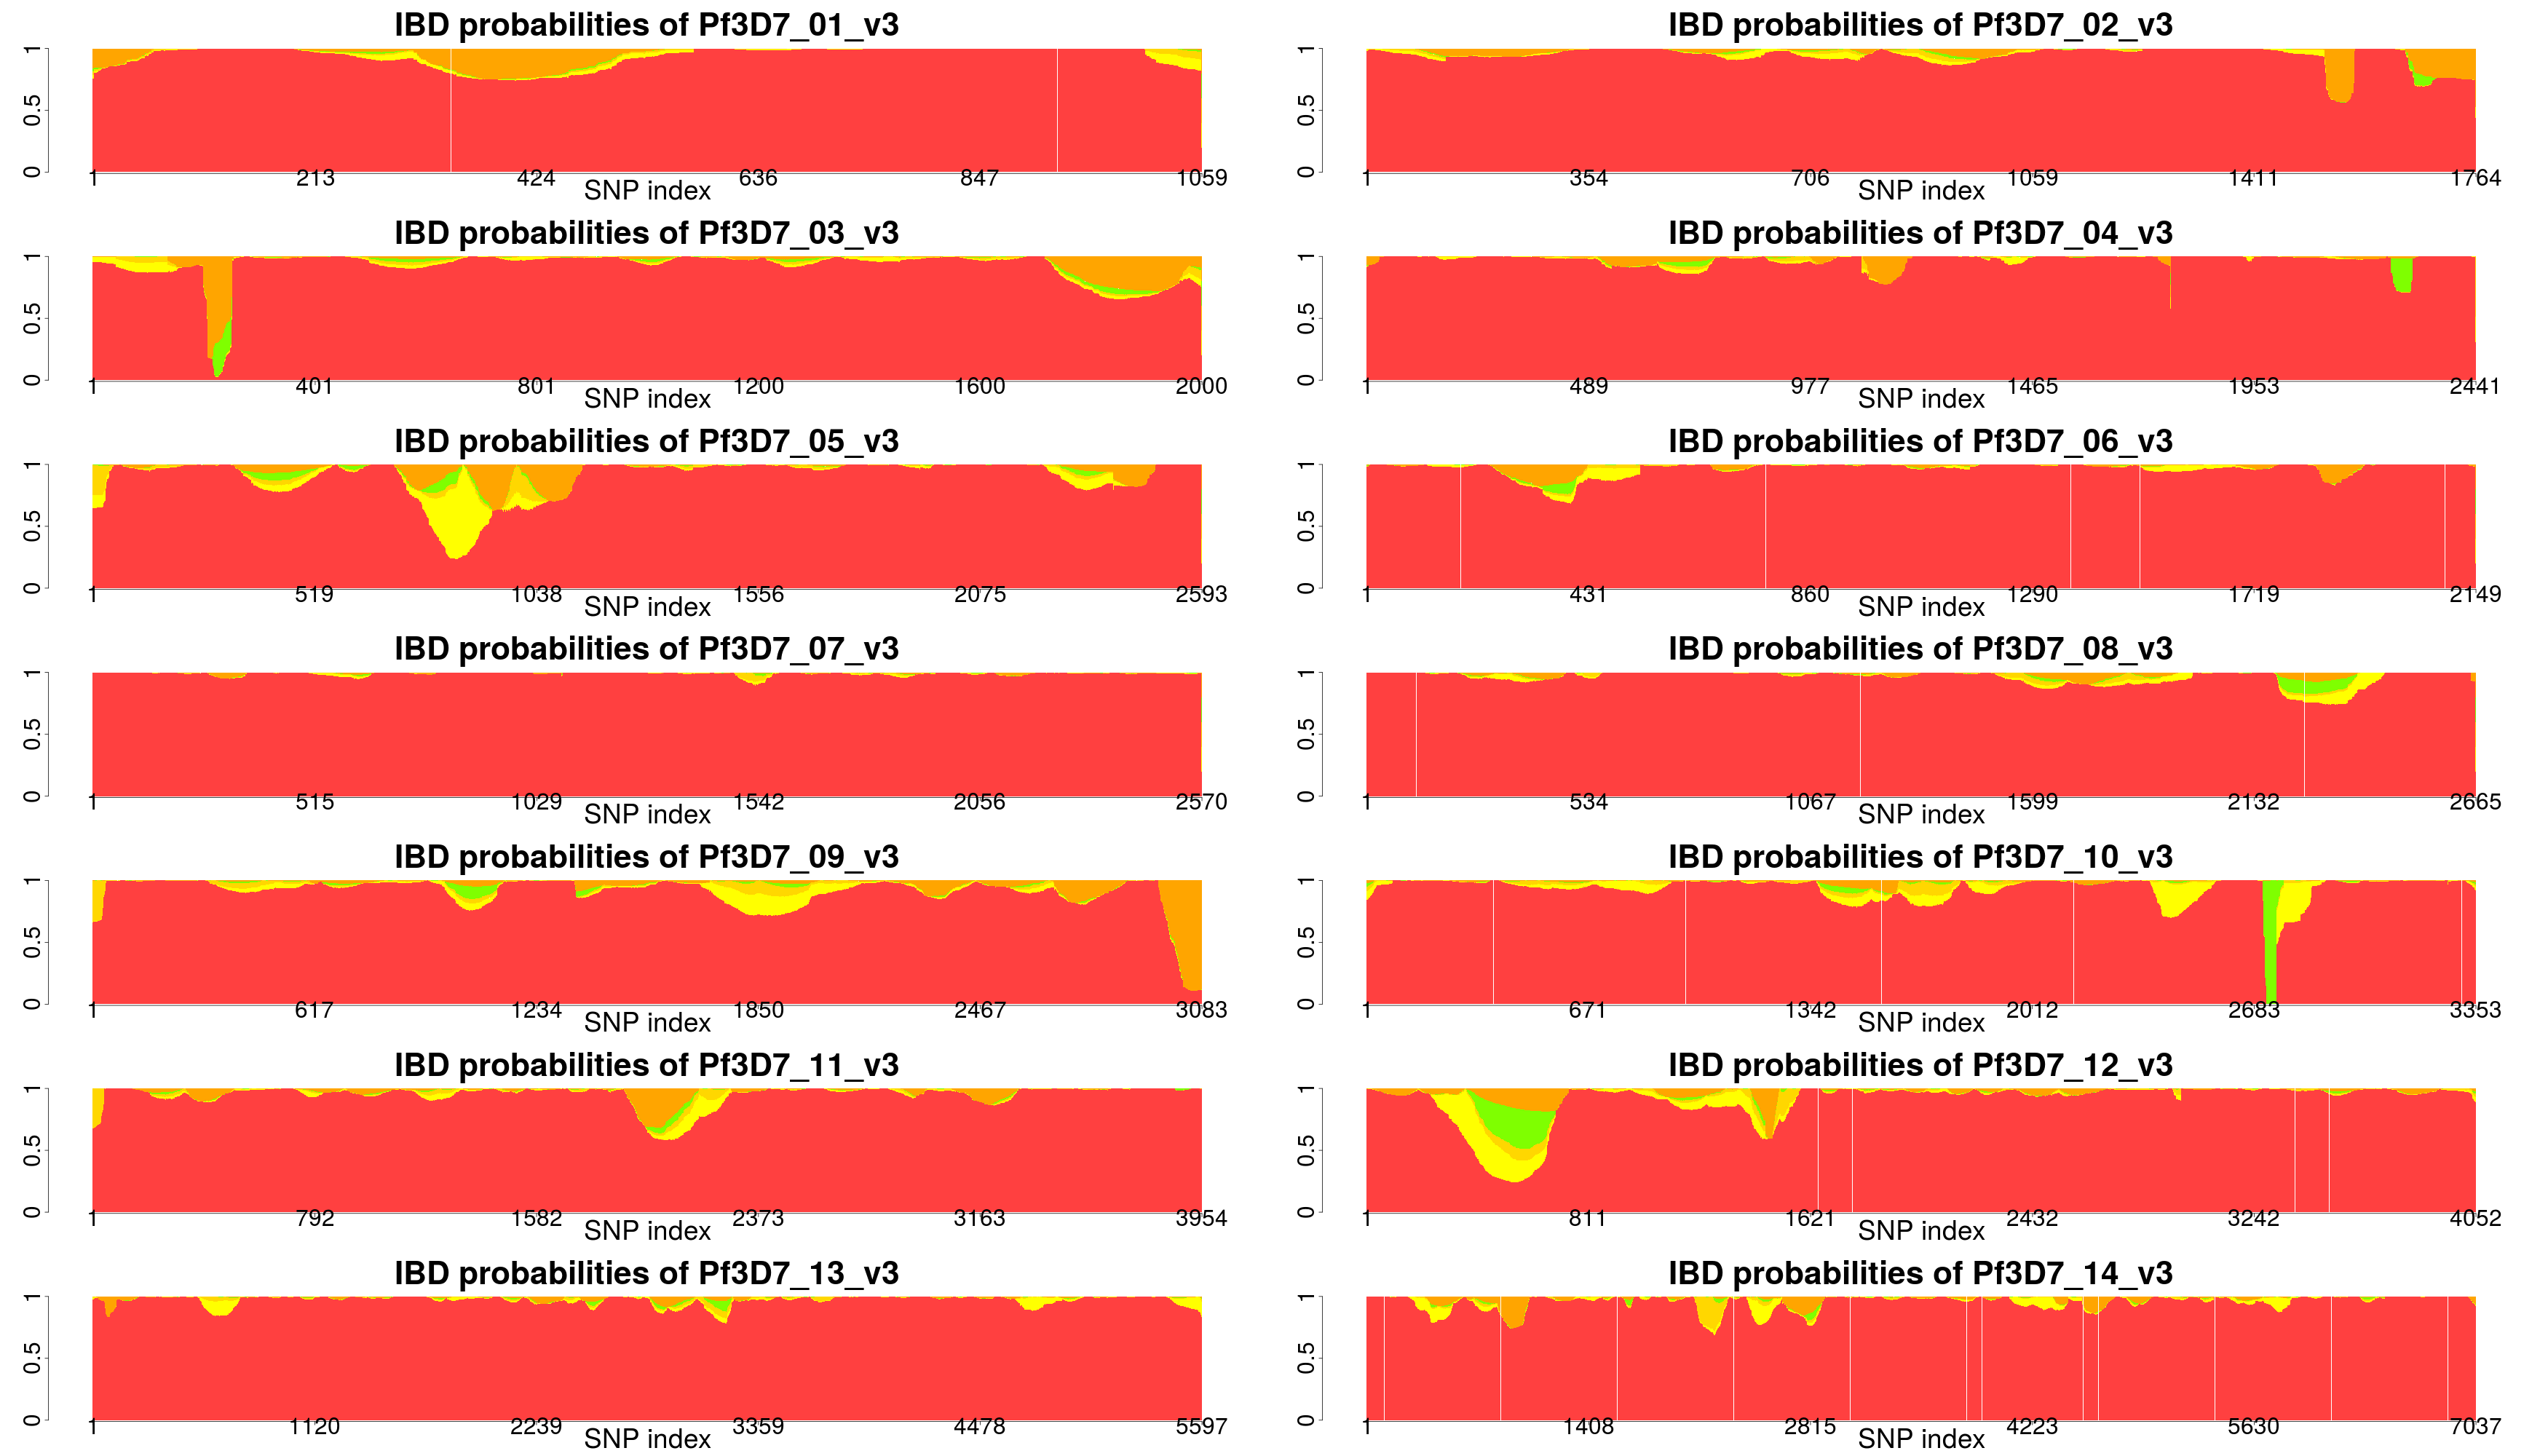 IBD probabilities of Pf3D7_01_v3
0 0.5 1
1 213 424 636 847 1059
SNP index
IBD probabilities of Pf3D7_02_v3
0 0.5 1
1 354 706 1059 1411 1764
SNP index
IBD probabilities of Pf3D7_03_v3
0 0.5 1
1 401 801 1200 1600 2000
SNP index
IBD probabilities of Pf3D7_04_v3
0 0.5 1
1 489 977 1465 1953 2441
SNP index
IBD probabilities of Pf3D7_05_v3
0 0.5 1
1 519 1038 1556 2075 2593
SNP index
IBD probabilities of Pf3D7_06_v3
0 0.5 1
1 431 860 1290 1719 2149
SNP index
IBD probabilities of Pf3D7_07_v3
0 0.5 1
1 515 1029 1542 2056 2570
SNP index
IBD probabilities of Pf3D7_08_v3
0 0.5 1
1 534 1067 1599 2132 2665
SNP index
IBD probabilities of Pf3D7_09_v3
0 0.5 1
1 617 1234 1850 2467 3083
SNP index
IBD probabilities of Pf3D7_10_v3
0 0.5 1
1 671 1342 2012 2683 3353
SNP index
IBD probabilities of Pf3D7_11_v3
0 0.5 1
1 792 1582 2373 3163 3954
SNP index
IBD probabilities of Pf3D7_12_v3
0 0.5 1
1 811 1621 2432 3242 4052
SNP index
IBD probabilities of Pf3D7_13_v3
0 0.5 1
1 1120 2239 3359 4478 5597
SNP index
IBD probabilities of Pf3D7_14_v3
0 0.5 1
1 1408 2815 4223 5630 7037
SNP index